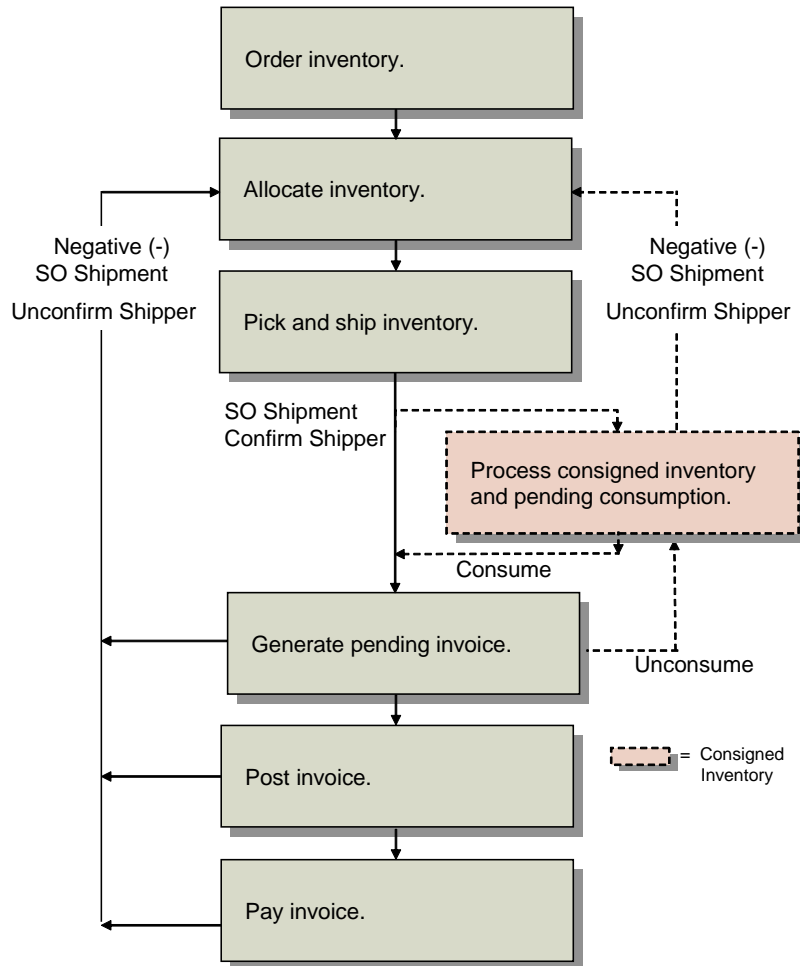 Order inventory.
Allocate inventory.
Negative (-)
SO Shipment
Unconfirm Shipper
Negative (-)
SO Shipment
Unconfirm Shipper
Pick and ship inventory.
SO Shipment
Confirm Shipper
Process consigned inventory
and pending consumption.
Consume
Generate pending invoice.
Unconsume
Post invoice.
= Consigned
Inventory
Pay invoice.